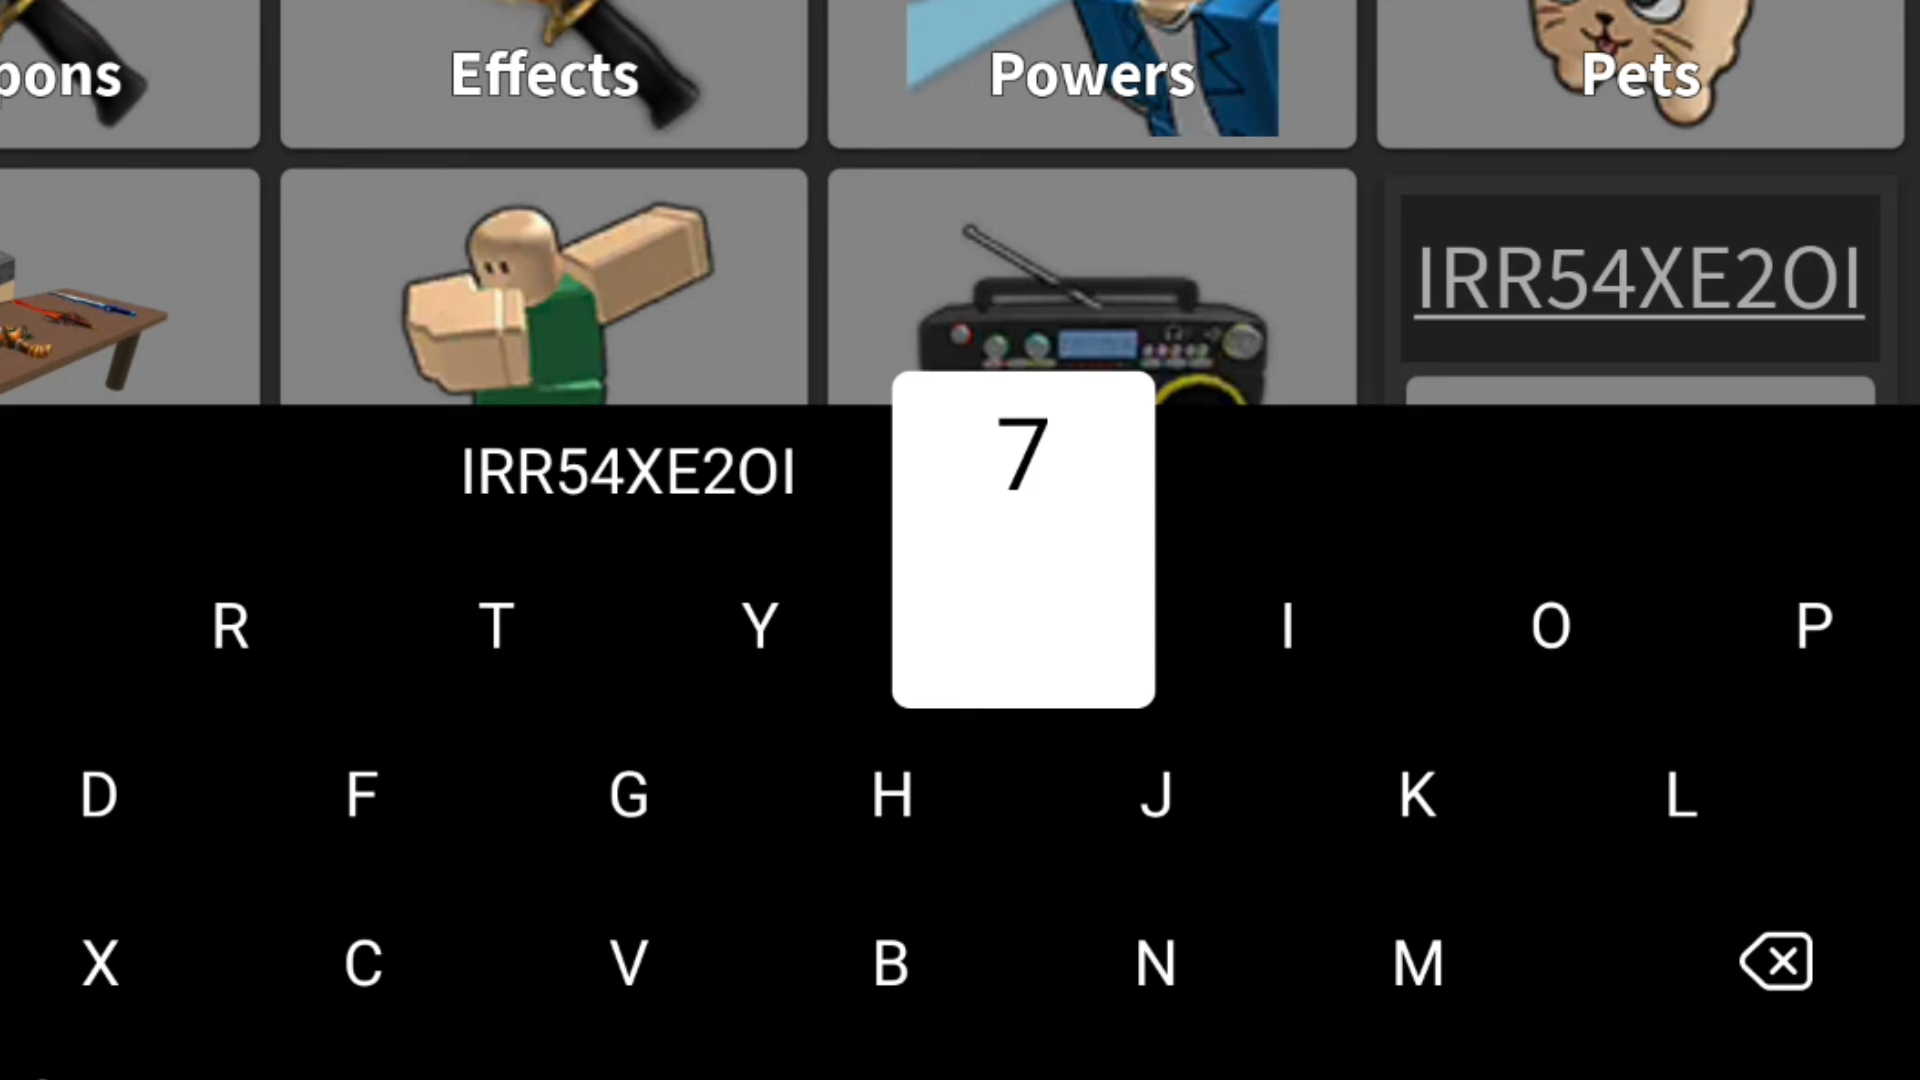 pons
Effects
Powers
Pets
IRR54XE2OI
IRR54XE2OI
7
R T Y I O P
D F G H J K L
X C V B N M